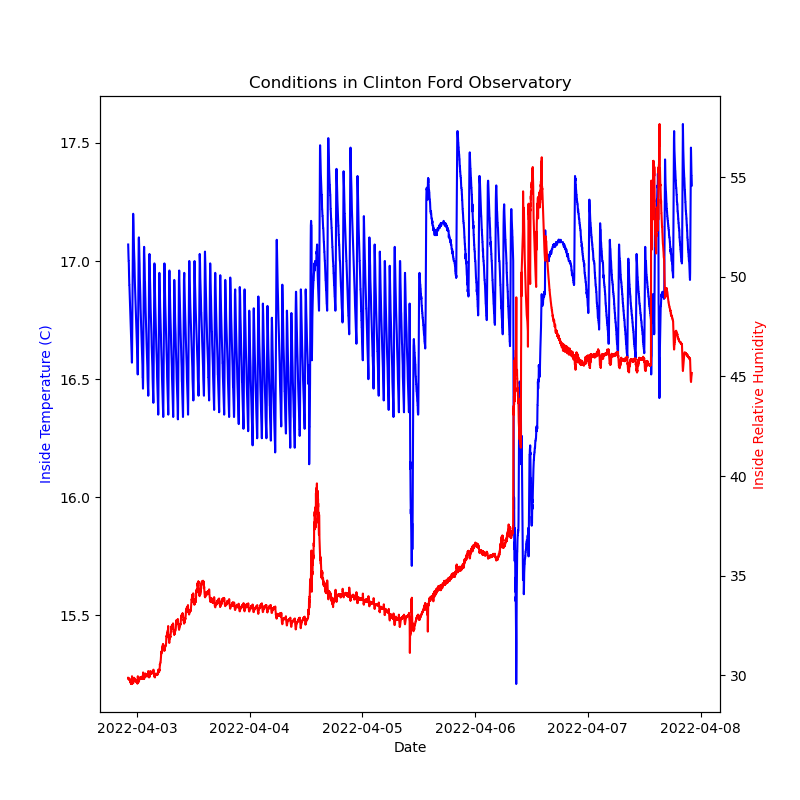 Conditions in Clinton Ford Observatory
17.5
17.0
16.5
16.0
15.5
Inside Temperature (C)
55
50
45
40
35
30
Inside Relative Humidity
2022-04-03 2022-04-04 2022-04-05 2022-04-06 2022-04-07 2022-04-08
Date